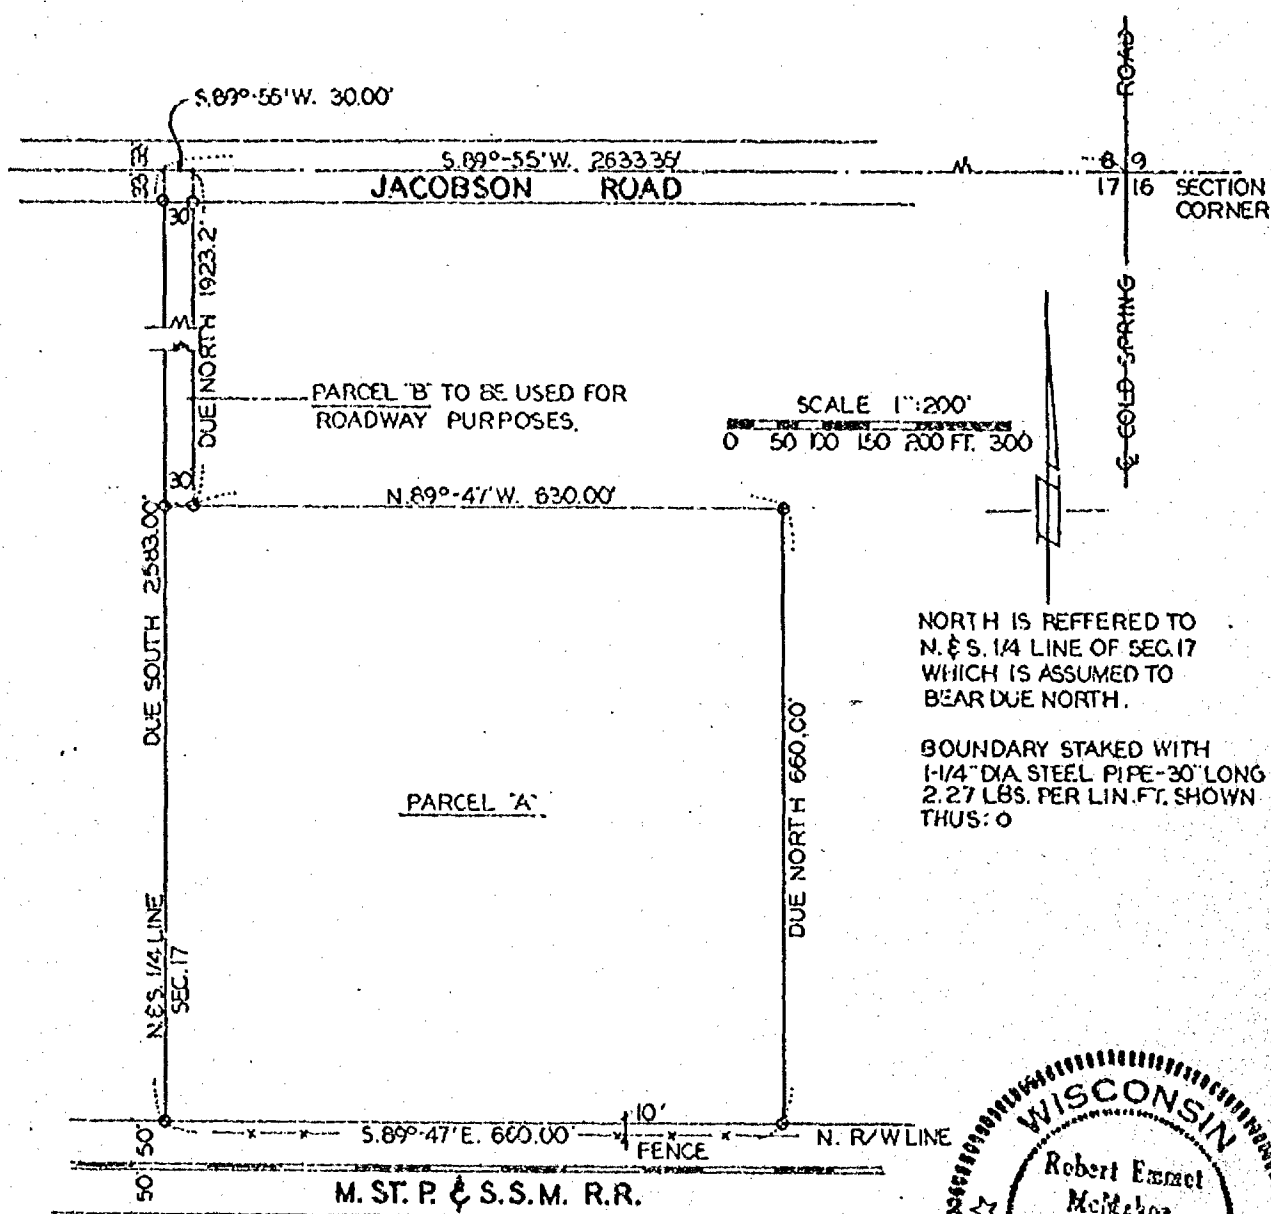 S.89°-55'W. 30.00'
33' 33'
S.89°-55'W. 2633.35'
JACOBSON ROAD
8 9
17 16 SECTION
CORNER
30'
DUE NORTH 1923.2'
PARCEL "B" TO BE USED FOR
ROADWAY PURPOSES.
SCALE 1":200'
0 50 100 150 200 FT. 300
℄ COLD SPRING ROAD
30
N.89°-47'W. 630.00'
DUE SOUTH 2583.00'
NORTH IS REFFERED TO
N. & S. 1/4 LINE OF SEC.17
WHICH IS ASSUMED TO
BEAR DUE NORTH.
BOUNDARY STAKED WITH
1-1/4" DIA. STEEL PIPE-30" LONG
2.27 LBS. PER LIN.FT. SHOWN
THUS: O
PARCEL "A"
DUE NORTH 660.00'
N.&S. 1/4 LINE
SEC.17
S.89°-47'E. 660.00'
10'
FENCE
N. R/W LINE
50' 50'
M. ST. P. & S.S.M. R.R.
WISCONSIN
Robert Emmet
McMahon